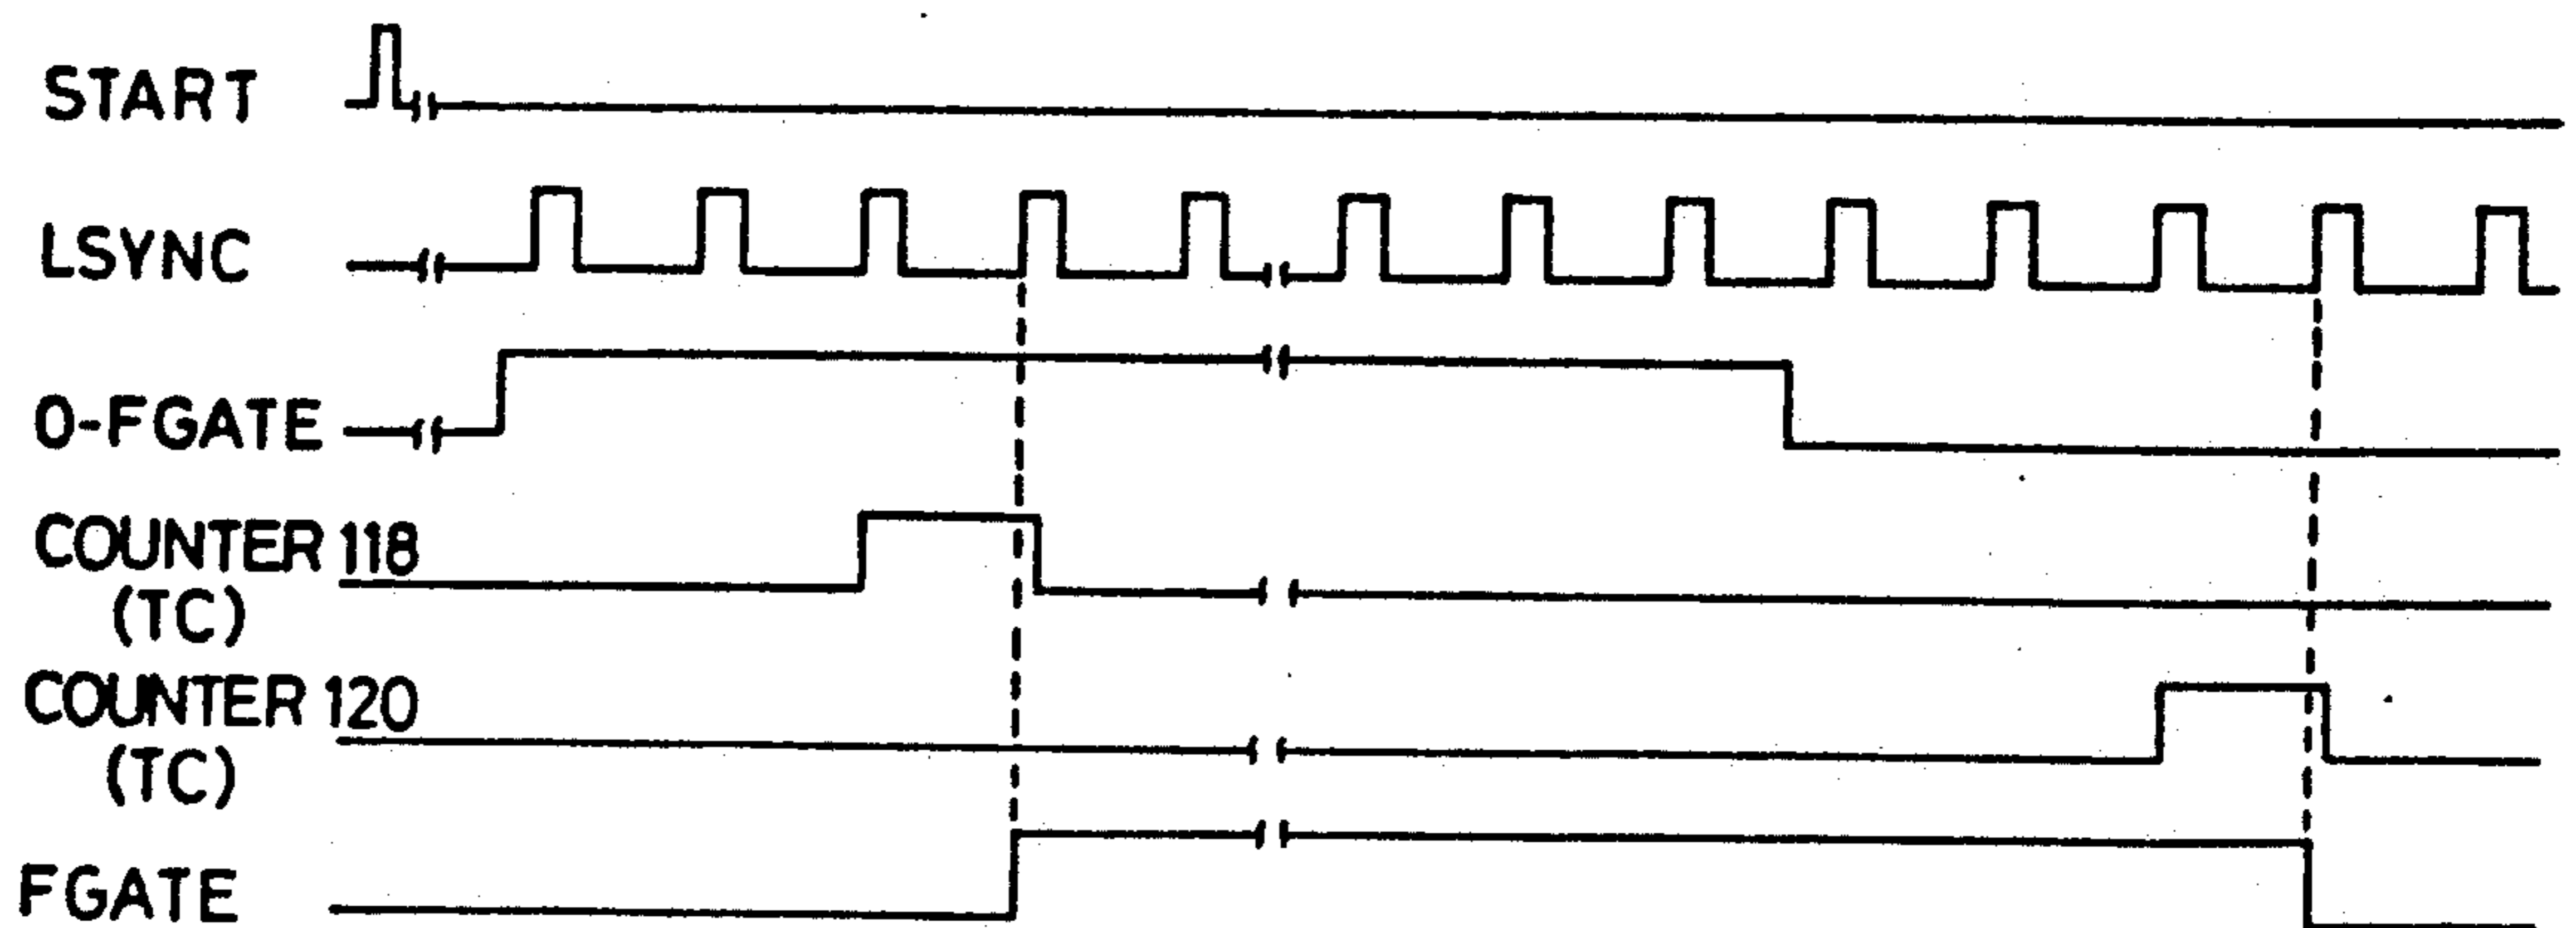 START
LSYNC
0-FGATE
COUNTER 118
(TC)
COUNTER 120
(TC)
FGATE